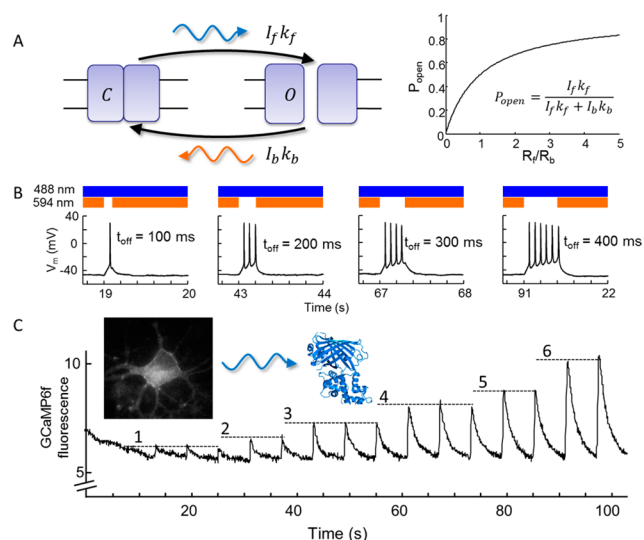 A
I_f k_f
C
O
I_b k_b
P_open
1
0.8
0.6
0.4
0.2
0
P_open = I_f k_f / (I_f k_f + I_b k_b)
0 1 2 3 4 5
R_f/R_b
B
488 nm
594 nm
V_m (mV)
40
0
-40
t_off = 100 ms
t_off = 200 ms
t_off = 300 ms
t_off = 400 ms
19 20
43 44
67 68
91 22
Time (s)
C
GCaMP6f
fluorescence
10
5
1
2
3
4
5
6
20 40 60 80 100
Time (s)